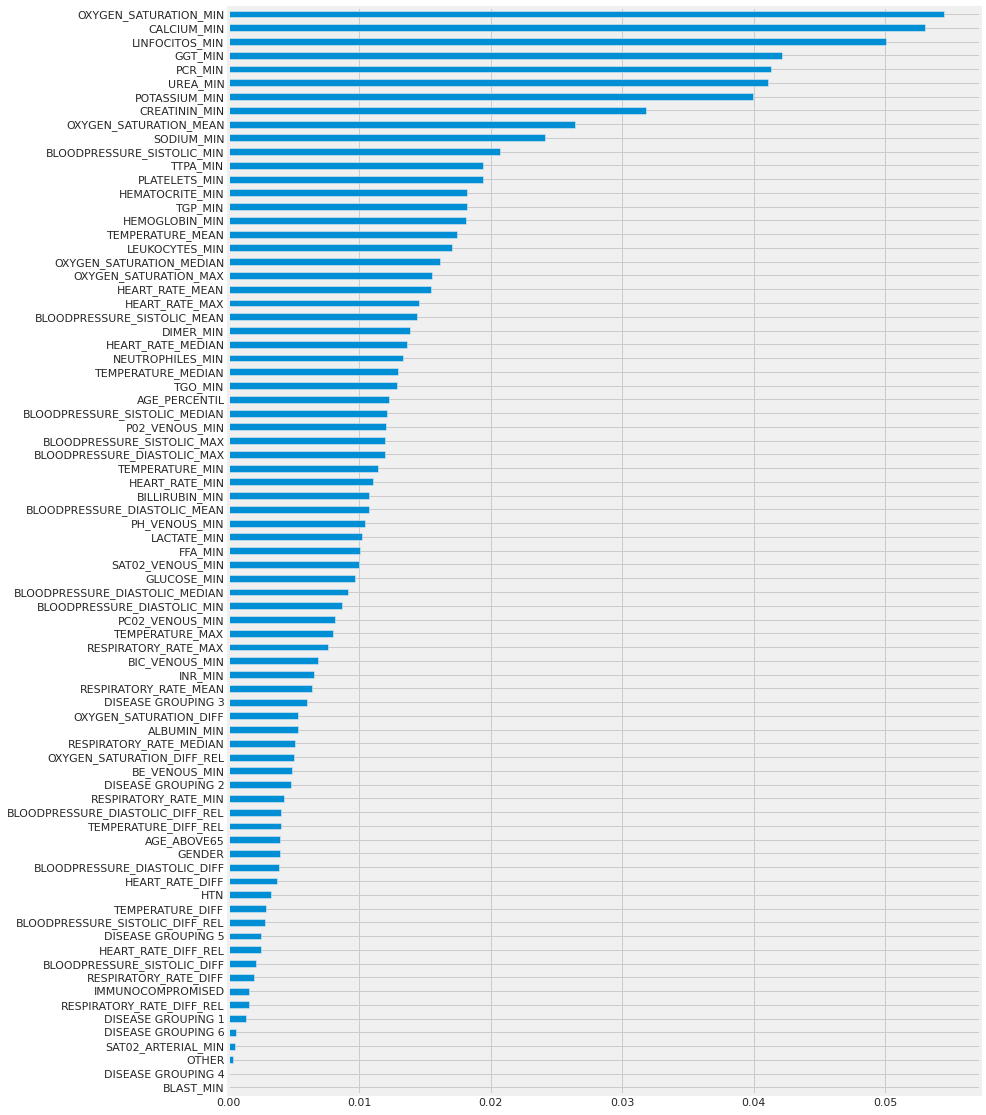 OXYGEN_SATURATION_MIN
CALCIUM_MIN
LINFOCITOS_MIN
GGT_MIN
PCR_MIN
UREA_MIN
POTASSIUM_MIN
CREATININ_MIN
OXYGEN_SATURATION_MEAN
SODIUM_MIN
BLOODPRESSURE_SISTOLIC_MIN
TTPA_MIN
PLATELETS_MIN
HEMATOCRITE_MIN
TGP_MIN
HEMOGLOBIN_MIN
TEMPERATURE_MEAN
LEUKOCYTES_MIN
OXYGEN_SATURATION_MEDIAN
OXYGEN_SATURATION_MAX
HEART_RATE_MEAN
HEART_RATE_MAX
BLOODPRESSURE_SISTOLIC_MEAN
DIMER_MIN
HEART_RATE_MEDIAN
NEUTROPHILES_MIN
TEMPERATURE_MEDIAN
TGO_MIN
AGE_PERCENTIL
BLOODPRESSURE_SISTOLIC_MEDIAN
P02_VENOUS_MIN
BLOODPRESSURE_SISTOLIC_MAX
BLOODPRESSURE_DIASTOLIC_MAX
TEMPERATURE_MIN
HEART_RATE_MIN
BILLIRUBIN_MIN
BLOODPRESSURE_DIASTOLIC_MEAN
PH_VENOUS_MIN
LACTATE_MIN
FFA_MIN
SAT02_VENOUS_MIN
GLUCOSE_MIN
BLOODPRESSURE_DIASTOLIC_MEDIAN
BLOODPRESSURE_DIASTOLIC_MIN
PC02_VENOUS_MIN
TEMPERATURE_MAX
RESPIRATORY_RATE_MAX
BIC_VENOUS_MIN
INR_MIN
RESPIRATORY_RATE_MEAN
DISEASE GROUPING 3
OXYGEN_SATURATION_DIFF
ALBUMIN_MIN
RESPIRATORY_RATE_MEDIAN
OXYGEN_SATURATION_DIFF_REL
BE_VENOUS_MIN
DISEASE GROUPING 2
RESPIRATORY_RATE_MIN
BLOODPRESSURE_DIASTOLIC_DIFF_REL
TEMPERATURE_DIFF_REL
AGE_ABOVE65
GENDER
BLOODPRESSURE_DIASTOLIC_DIFF
HEART_RATE_DIFF
HTN
TEMPERATURE_DIFF
BLOODPRESSURE_SISTOLIC_DIFF_REL
DISEASE GROUPING 5
HEART_RATE_DIFF_REL
BLOODPRESSURE_SISTOLIC_DIFF
RESPIRATORY_RATE_DIFF
IMMUNOCOMPROMISED
RESPIRATORY_RATE_DIFF_REL
DISEASE GROUPING 1
DISEASE GROUPING 6
SAT02_ARTERIAL_MIN
OTHER
DISEASE GROUPING 4
BLAST_MIN
0.00 0.01 0.02 0.03 0.04 0.05